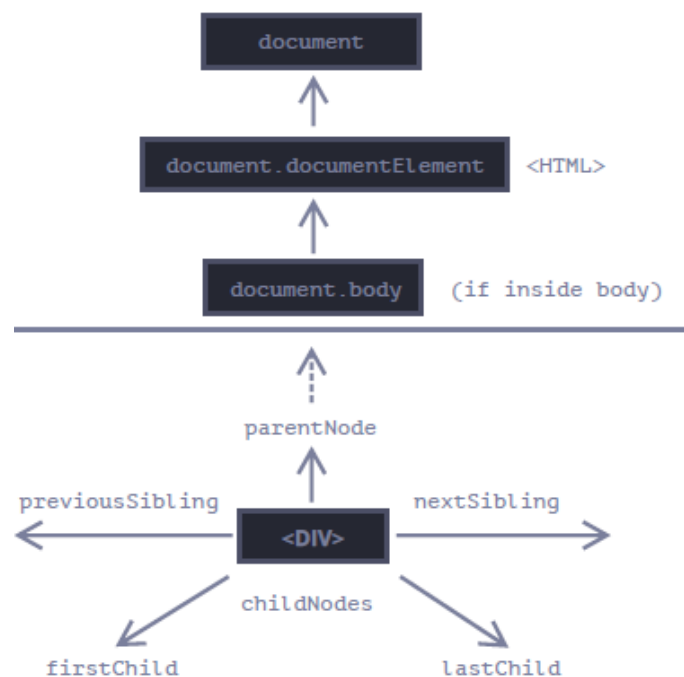 document
document.documentElement <HTML>
document.body (if inside body)
parentNode
previousSibling nextSibling
<DIV>
childNodes
firstChild lastChild